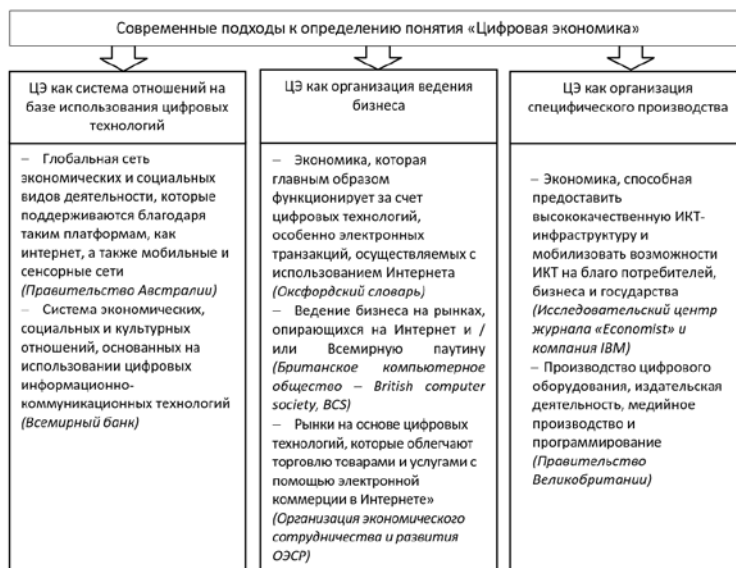 Современные подходы к определению понятия «Цифровая экономика»
ЦЭ как система отношений на
базе использования цифровых
технологий
– Глобальная сеть
экономических и социальных
видов деятельности, которые
поддерживаются благодаря
таким платформам, как
интернет, а также мобильные и
сенсорные сети
(Правительство Австралии)
– Система экономических,
социальных и культурных
отношений, основанных на
использовании цифровых
информационно-
коммуникационных технологий
(Всемирный банк)
ЦЭ как организация ведения
бизнеса
– Экономика, которая
главным образом
функционирует за счет
цифровых технологий,
особенно электронных
транзакций, осуществляемых с
использованием Интернета
(Оксфордский словарь)
– Ведение бизнеса на рынках,
опирающихся на Интернет и /
или Всемирную паутину
(Британское компьютерное
общество – British computer
society, BCS)
– Рынки на основе цифровых
технологий, которые облегчают
торговлю товарами и услугами с
помощью электронной
коммерции в Интернете»
(Организация экономического
сотрудничества и развития
ОЭСР)
ЦЭ как организация
специфического производства
– Экономика, способная
предоставить
высококачественную ИКТ-
инфраструктуру и
мобилизовать возможности
ИКТ на благо потребителей,
бизнеса и государства
(Исследовательский центр
журнала «Economist» и
компания IBM)
– Производство цифрового
оборудования, издательская
деятельность, медийное
производство и
программирование
(Правительство
Великобритании)